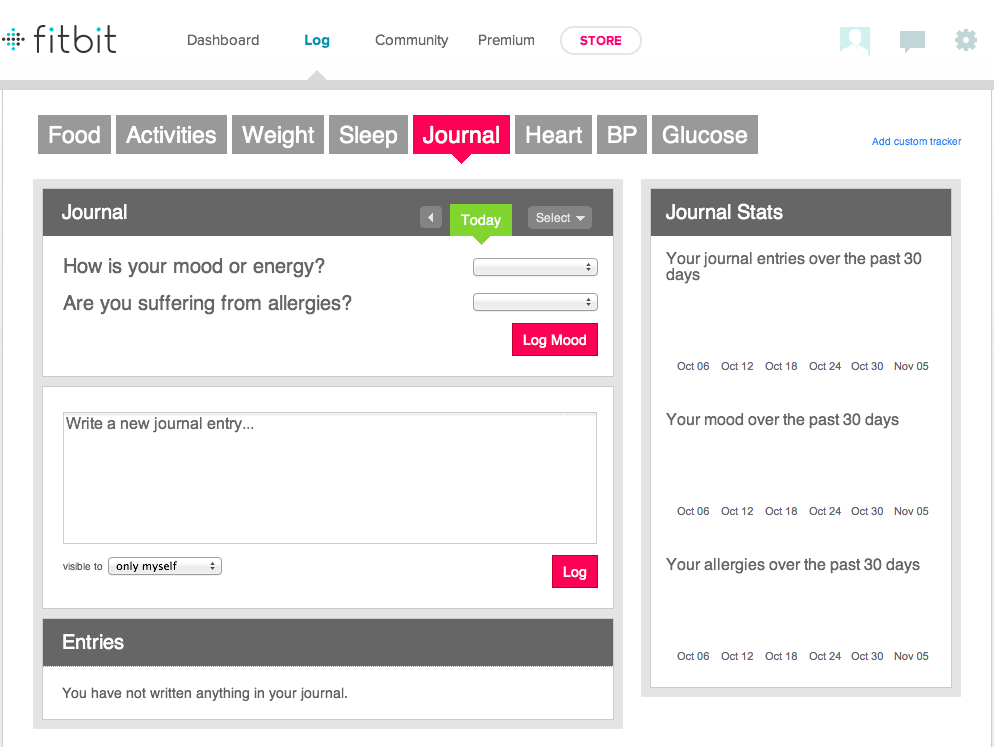 fitbit
Dashboard
Log
Community
Premium
STORE
Food
Activities
Weight
Sleep
Journal
Heart
BP
Glucose
Add custom tracker
Journal
Today
Select
How is your mood or energy?
Are you suffering from allergies?
Log Mood
Write a new journal entry...
visible to
only myself
Log
Entries
You have not written anything in your journal.
Journal Stats
Your journal entries over the past 30
days
Oct 06 Oct 12 Oct 18 Oct 24 Oct 30 Nov 05
Your mood over the past 30 days
Oct 06 Oct 12 Oct 18 Oct 24 Oct 30 Nov 05
Your allergies over the past 30 days
Oct 06 Oct 12 Oct 18 Oct 24 Oct 30 Nov 05